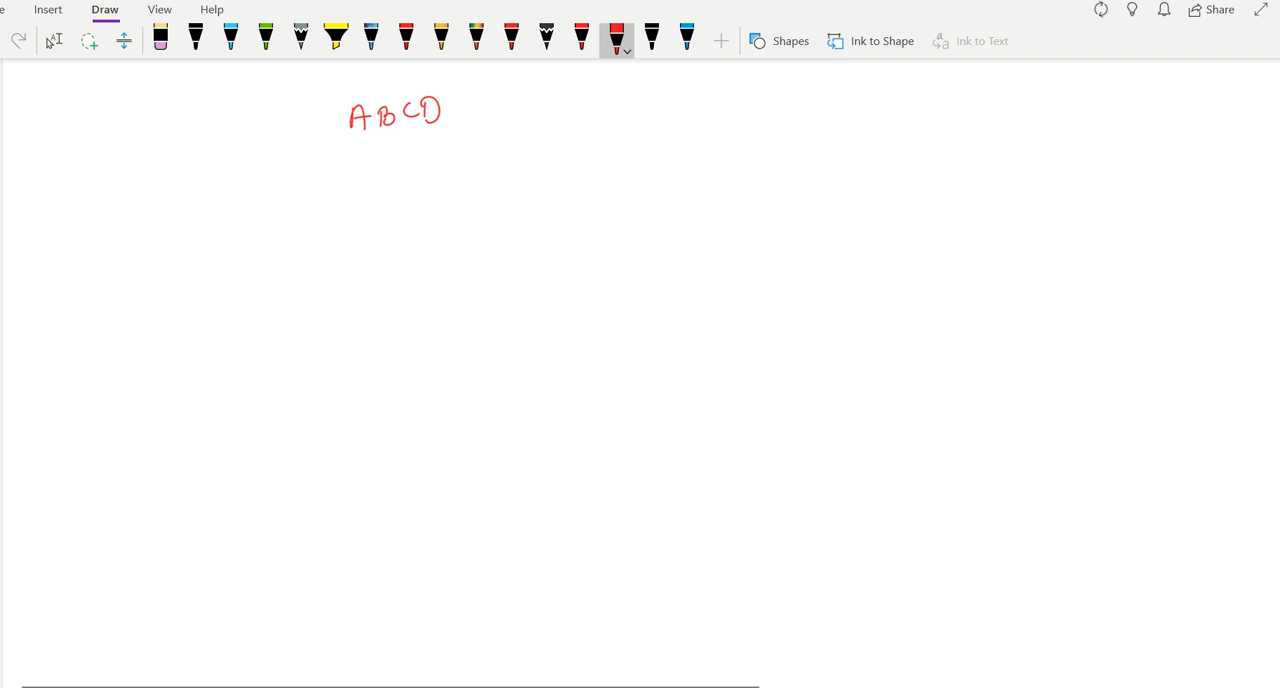 Insert Draw View Help Share
Shapes Ink to Shape Ink to Text
ABCD